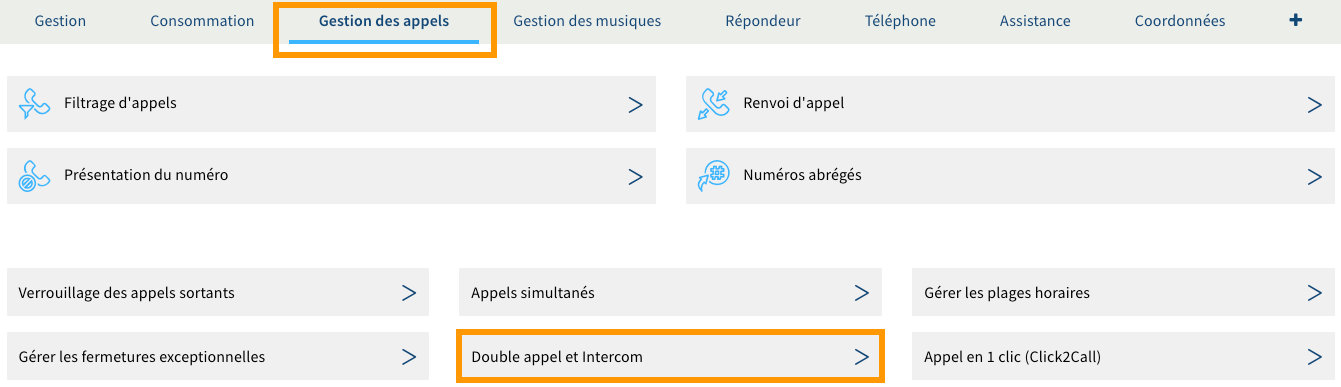 Gestion Consommation Gestion des appels Gestion des musiques Répondeur Téléphone Assistance Coordonnées +
Filtrage d'appels Renvoi d'appel
Présentation du numéro Numéros abrégés
Verrouillage des appels sortants Appels simultanés Gérer les plages horaires
Gérer les fermetures exceptionnelles Double appel et Intercom Appel en 1 clic (Click2Call)